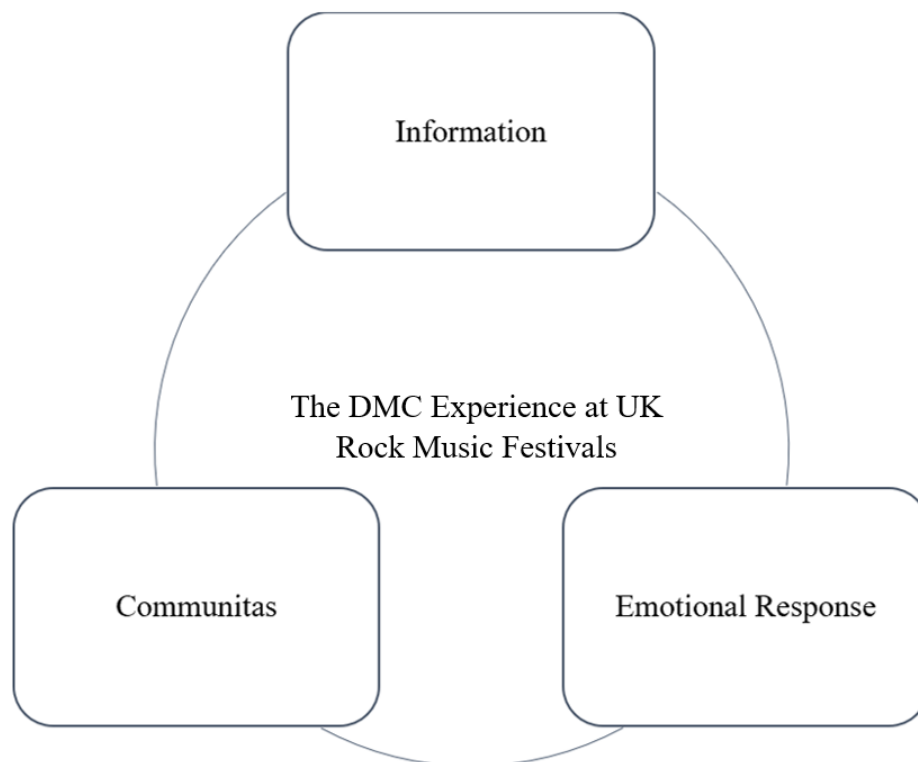 Information
The DMC Experience at UK
Rock Music Festivals
Communitas
Emotional Response